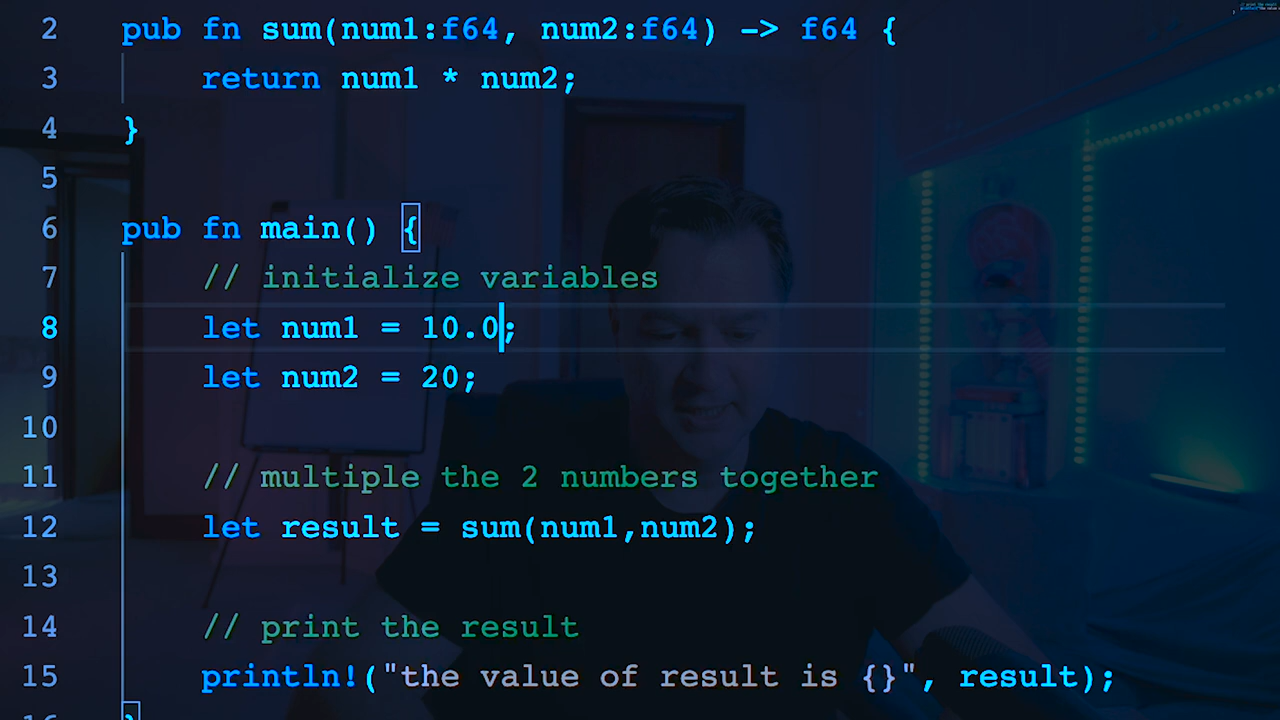 2 pub fn sum(num1:f64, num2:f64) -> f64 {
3 return num1 * num2;
4 }
5
6 pub fn main() {
7 // initialize variables
8 let num1 = 10.0;
9 let num2 = 20;
10
11 // multiple the 2 numbers together
12 let result = sum(num1,num2);
13
14 // print the result
15 println!("the value of result is {}", result);